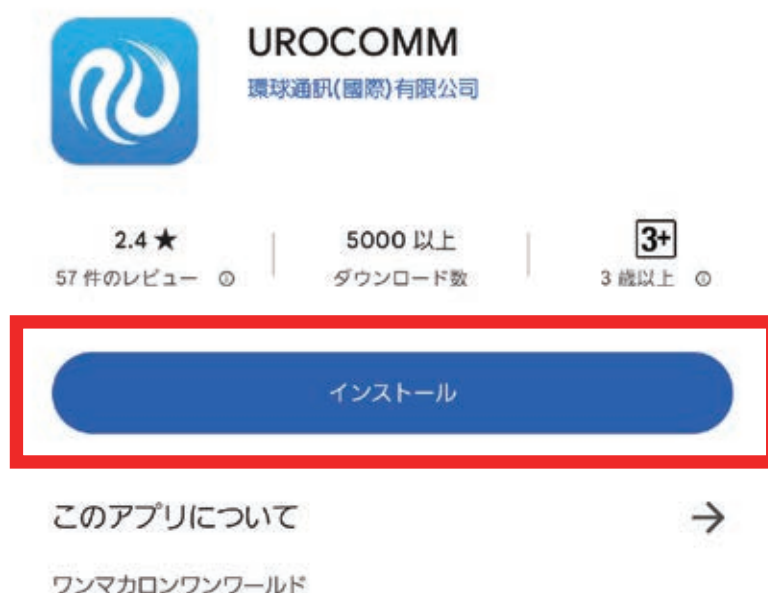 UROCOMM
環球通訊(國際)有限公司
2.4 ★
57 件のレビュー
5000 以上
ダウンロード数
3+
3 歳以上
インストール
このアプリについて
ワンマカロンワンワールド